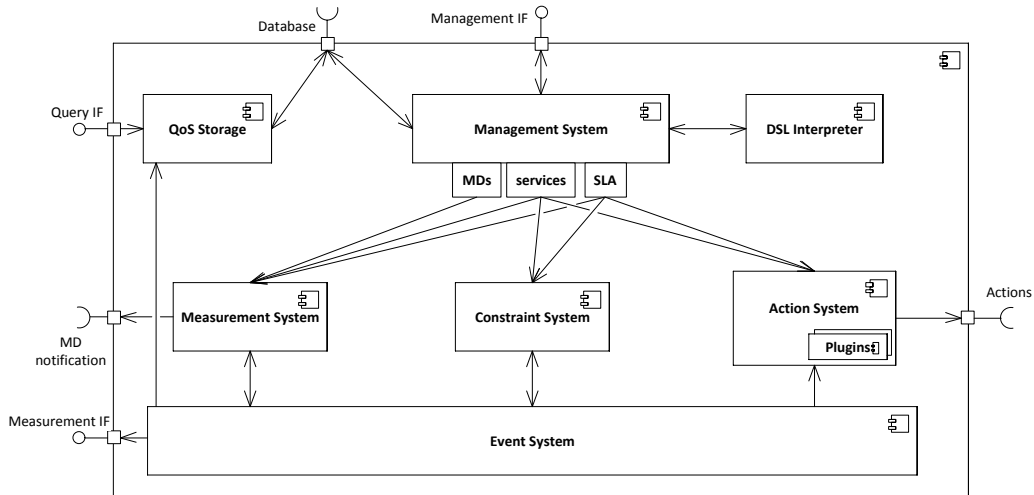 Database
Management IF
Query IF
QoS Storage
Management System
DSL Interpreter
MDs
services
SLA
Measurement System
Constraint System
Action System
Plugins
Actions
MD
notification
Measurement IF
Event System